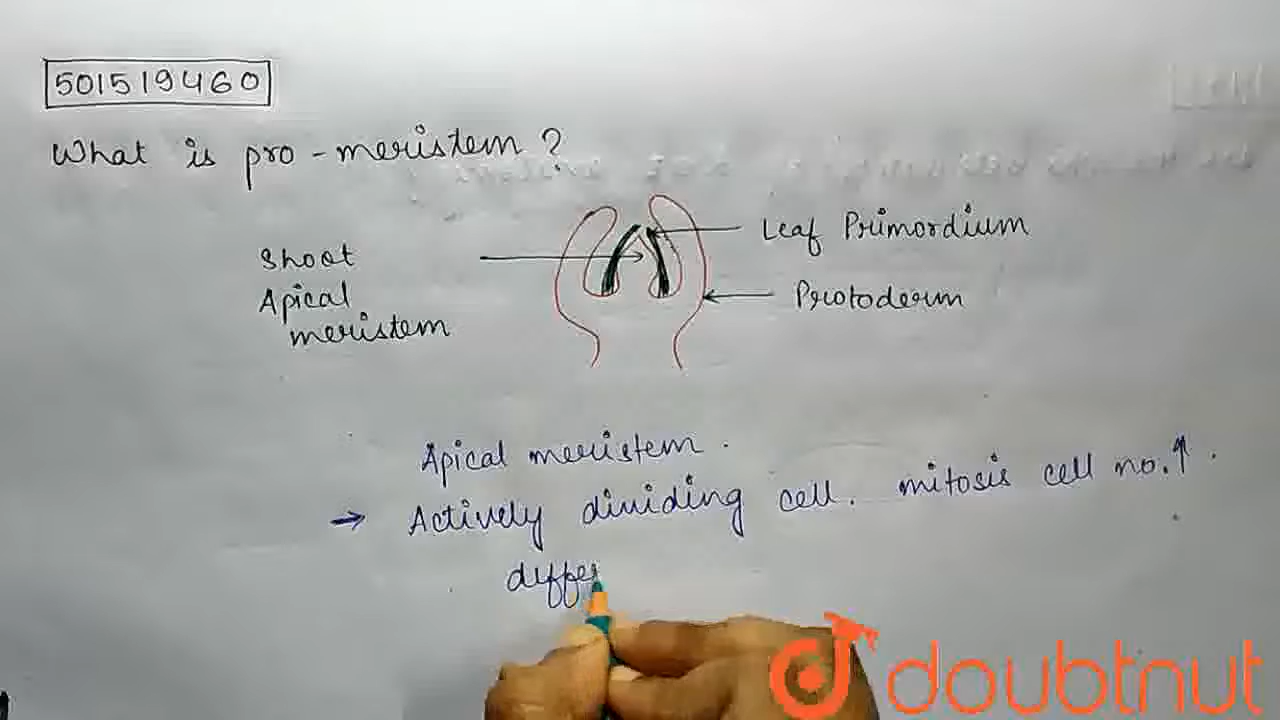 501519460
What is pro-meristem?
Leaf Primordium
Shoot
Apical
meristem
Protoderm
Apical meristem.
→ Actively dividing cell. mitosis cell no.↑.
diffe
doubtnut